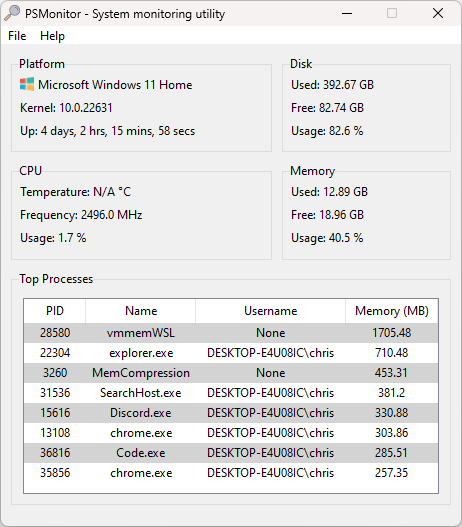 PSMonitor - System monitoring utility
File Help
Platform
Microsoft Windows 11 Home
Kernel: 10.0.22631
Up: 4 days, 2 hrs, 15 mins, 58 secs
Disk
Used: 392.67 GB
Free: 82.74 GB
Usage: 82.6 %
CPU
Temperature: N/A °C
Frequency: 2496.0 MHz
Usage: 1.7 %
Memory
Used: 12.89 GB
Free: 18.96 GB
Usage: 40.5 %
Top Processes
PID Name Username Memory (MB)
28580 vmmemWSL None 1705.48
22304 explorer.exe DESKTOP-E4U08IC\chris 710.48
3260 MemCompression None 453.31
31536 SearchHost.exe DESKTOP-E4U08IC\chris 381.2
15616 Discord.exe DESKTOP-E4U08IC\chris 330.88
13108 chrome.exe DESKTOP-E4U08IC\chris 303.86
36816 Code.exe DESKTOP-E4U08IC\chris 285.51
35856 chrome.exe DESKTOP-E4U08IC\chris 257.35